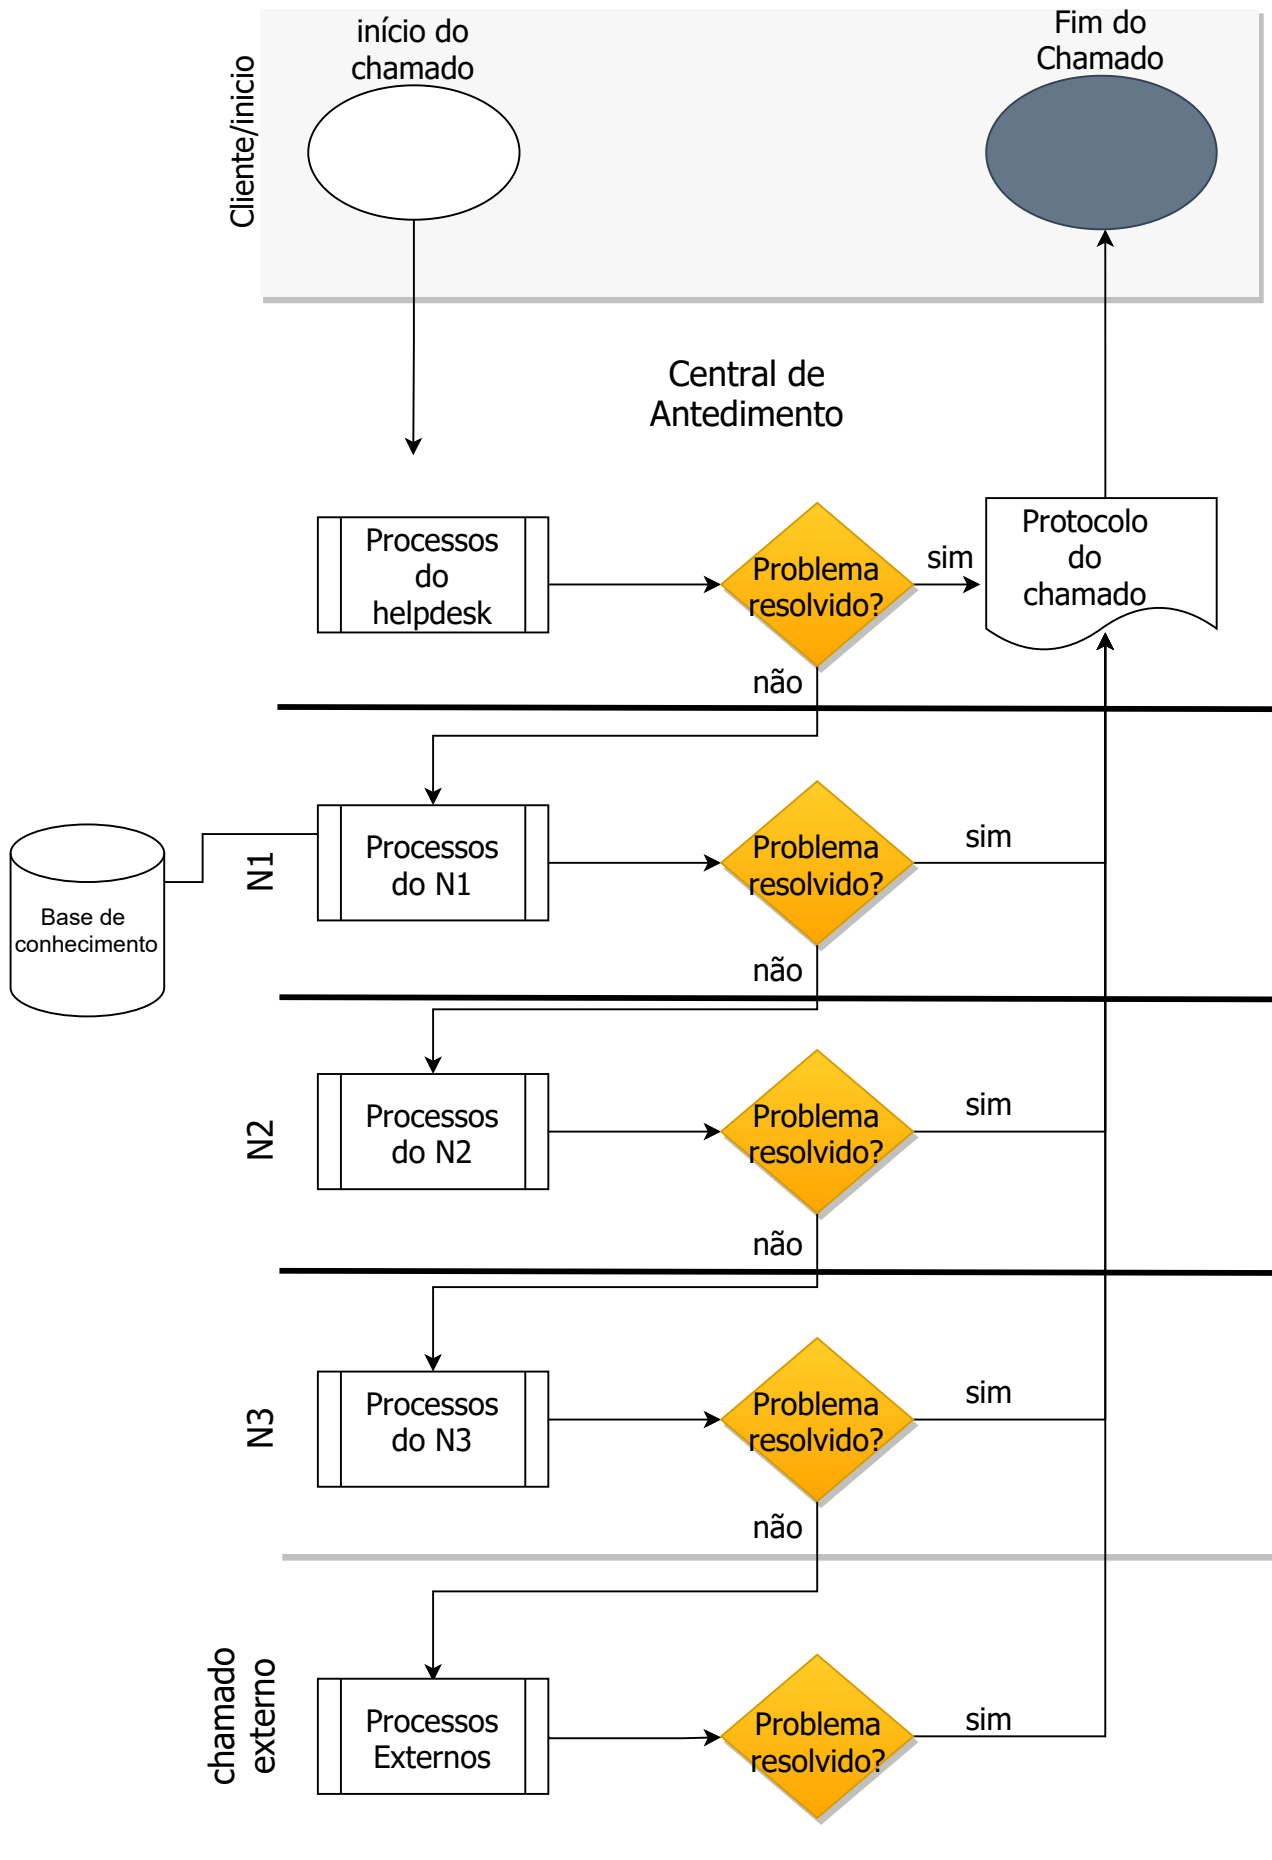 início do
chamado
Fim do
Chamado
Cliente/inicio
Central de
Antedimento
Processos
do
helpdesk
Problema
resolvido?
sim
Protocolo
do
chamado
não
N1
Base de
conhecimento
Processos
do N1
Problema
resolvido?
sim
não
N2
Processos
do N2
Problema
resolvido?
sim
não
N3
Processos
do N3
Problema
resolvido?
sim
não
chamado
externo
Processos
Externos
Problema
resolvido?
sim